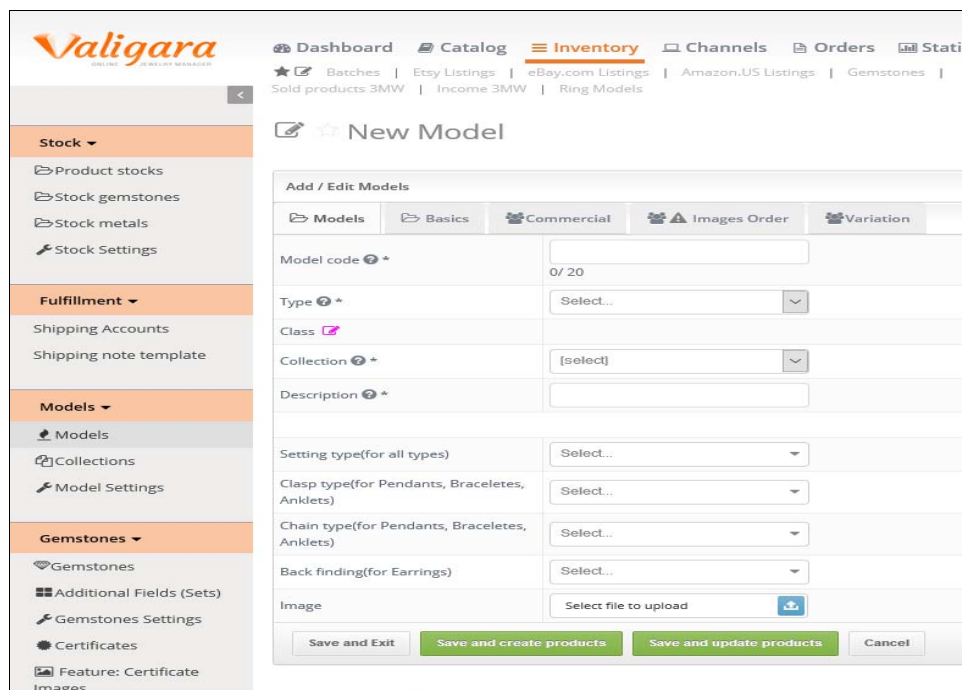 Valigara
ONLINE JEWELRY MANAGER
Dashboard Catalog Inventory Channels Orders Stati
Batches | Etsy Listings | eBay.com Listings | Amazon.US Listings | Gemstones |
Sold products 3MW | Income 3MW | Ring Models
<
New Model
Stock
Product stocks
Stock gemstones
Stock metals
Stock Settings
Fulfillment
Shipping Accounts
Shipping note template
Models
Models
Collections
Model Settings
Gemstones
Gemstones
Additional Fields (Sets)
Gemstones Settings
Certificates
Feature: Certificate
Images
Add / Edit Models
Models Basics Commercial Images Order Variation
Model code ? *
0/ 20
Type ? * Select...
Class
Collection ? * [select]
Description ? *
Setting type(for all types) Select...
Clasp type(for Pendants, Braceletes,
Anklets) Select...
Chain type(for Pendants, Braceletes,
Anklets) Select...
Back finding(for Earrings) Select...
Image Select file to upload
Save and Exit Save and create products Save and update products Cancel